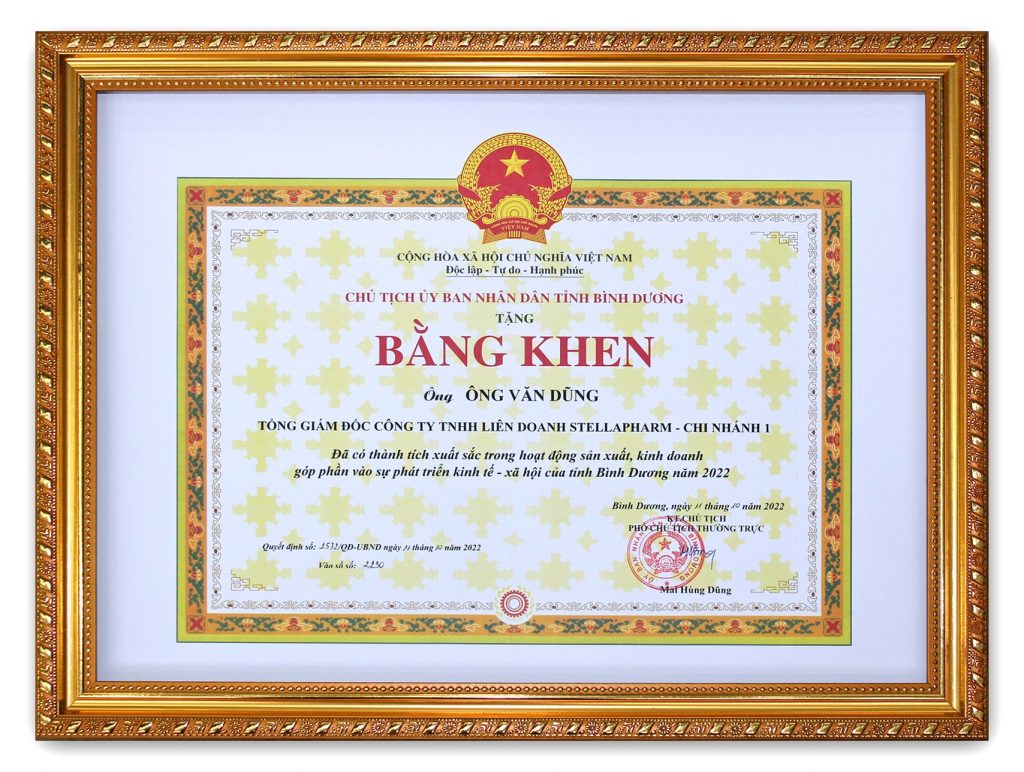 CỘNG HÒA XÃ HỘI CHỦ NGHĨA VIỆT NAM
Độc lập - Tự do - Hạnh phúc
CHỦ TỊCH ỦY BAN NHÂN DÂN TỈNH BÌNH DƯƠNG
TẶNG
BẰNG KHEN
Ông ÔNG VĂN DŨNG
TỔNG GIÁM ĐỐC CÔNG TY TNHH LIÊN DOANH STELLAPHARM - CHI NHÁNH 1
Đã có thành tích xuất sắc trong hoạt động sản xuất, kinh doanh
góp phần vào sự phát triển kinh tế - xã hội của tỉnh Bình Dương năm 2022
Bình Dương, ngày 11 tháng 10 năm 2022
KT.CHỦ TỊCH
PHÓ CHỦ TỊCH THƯỜNG TRỰC
Quyết định số: 2532/QĐ-UBND ngày 11 tháng 10 năm 2022
Vào sổ số: 2290
Mai Hùng Dũng